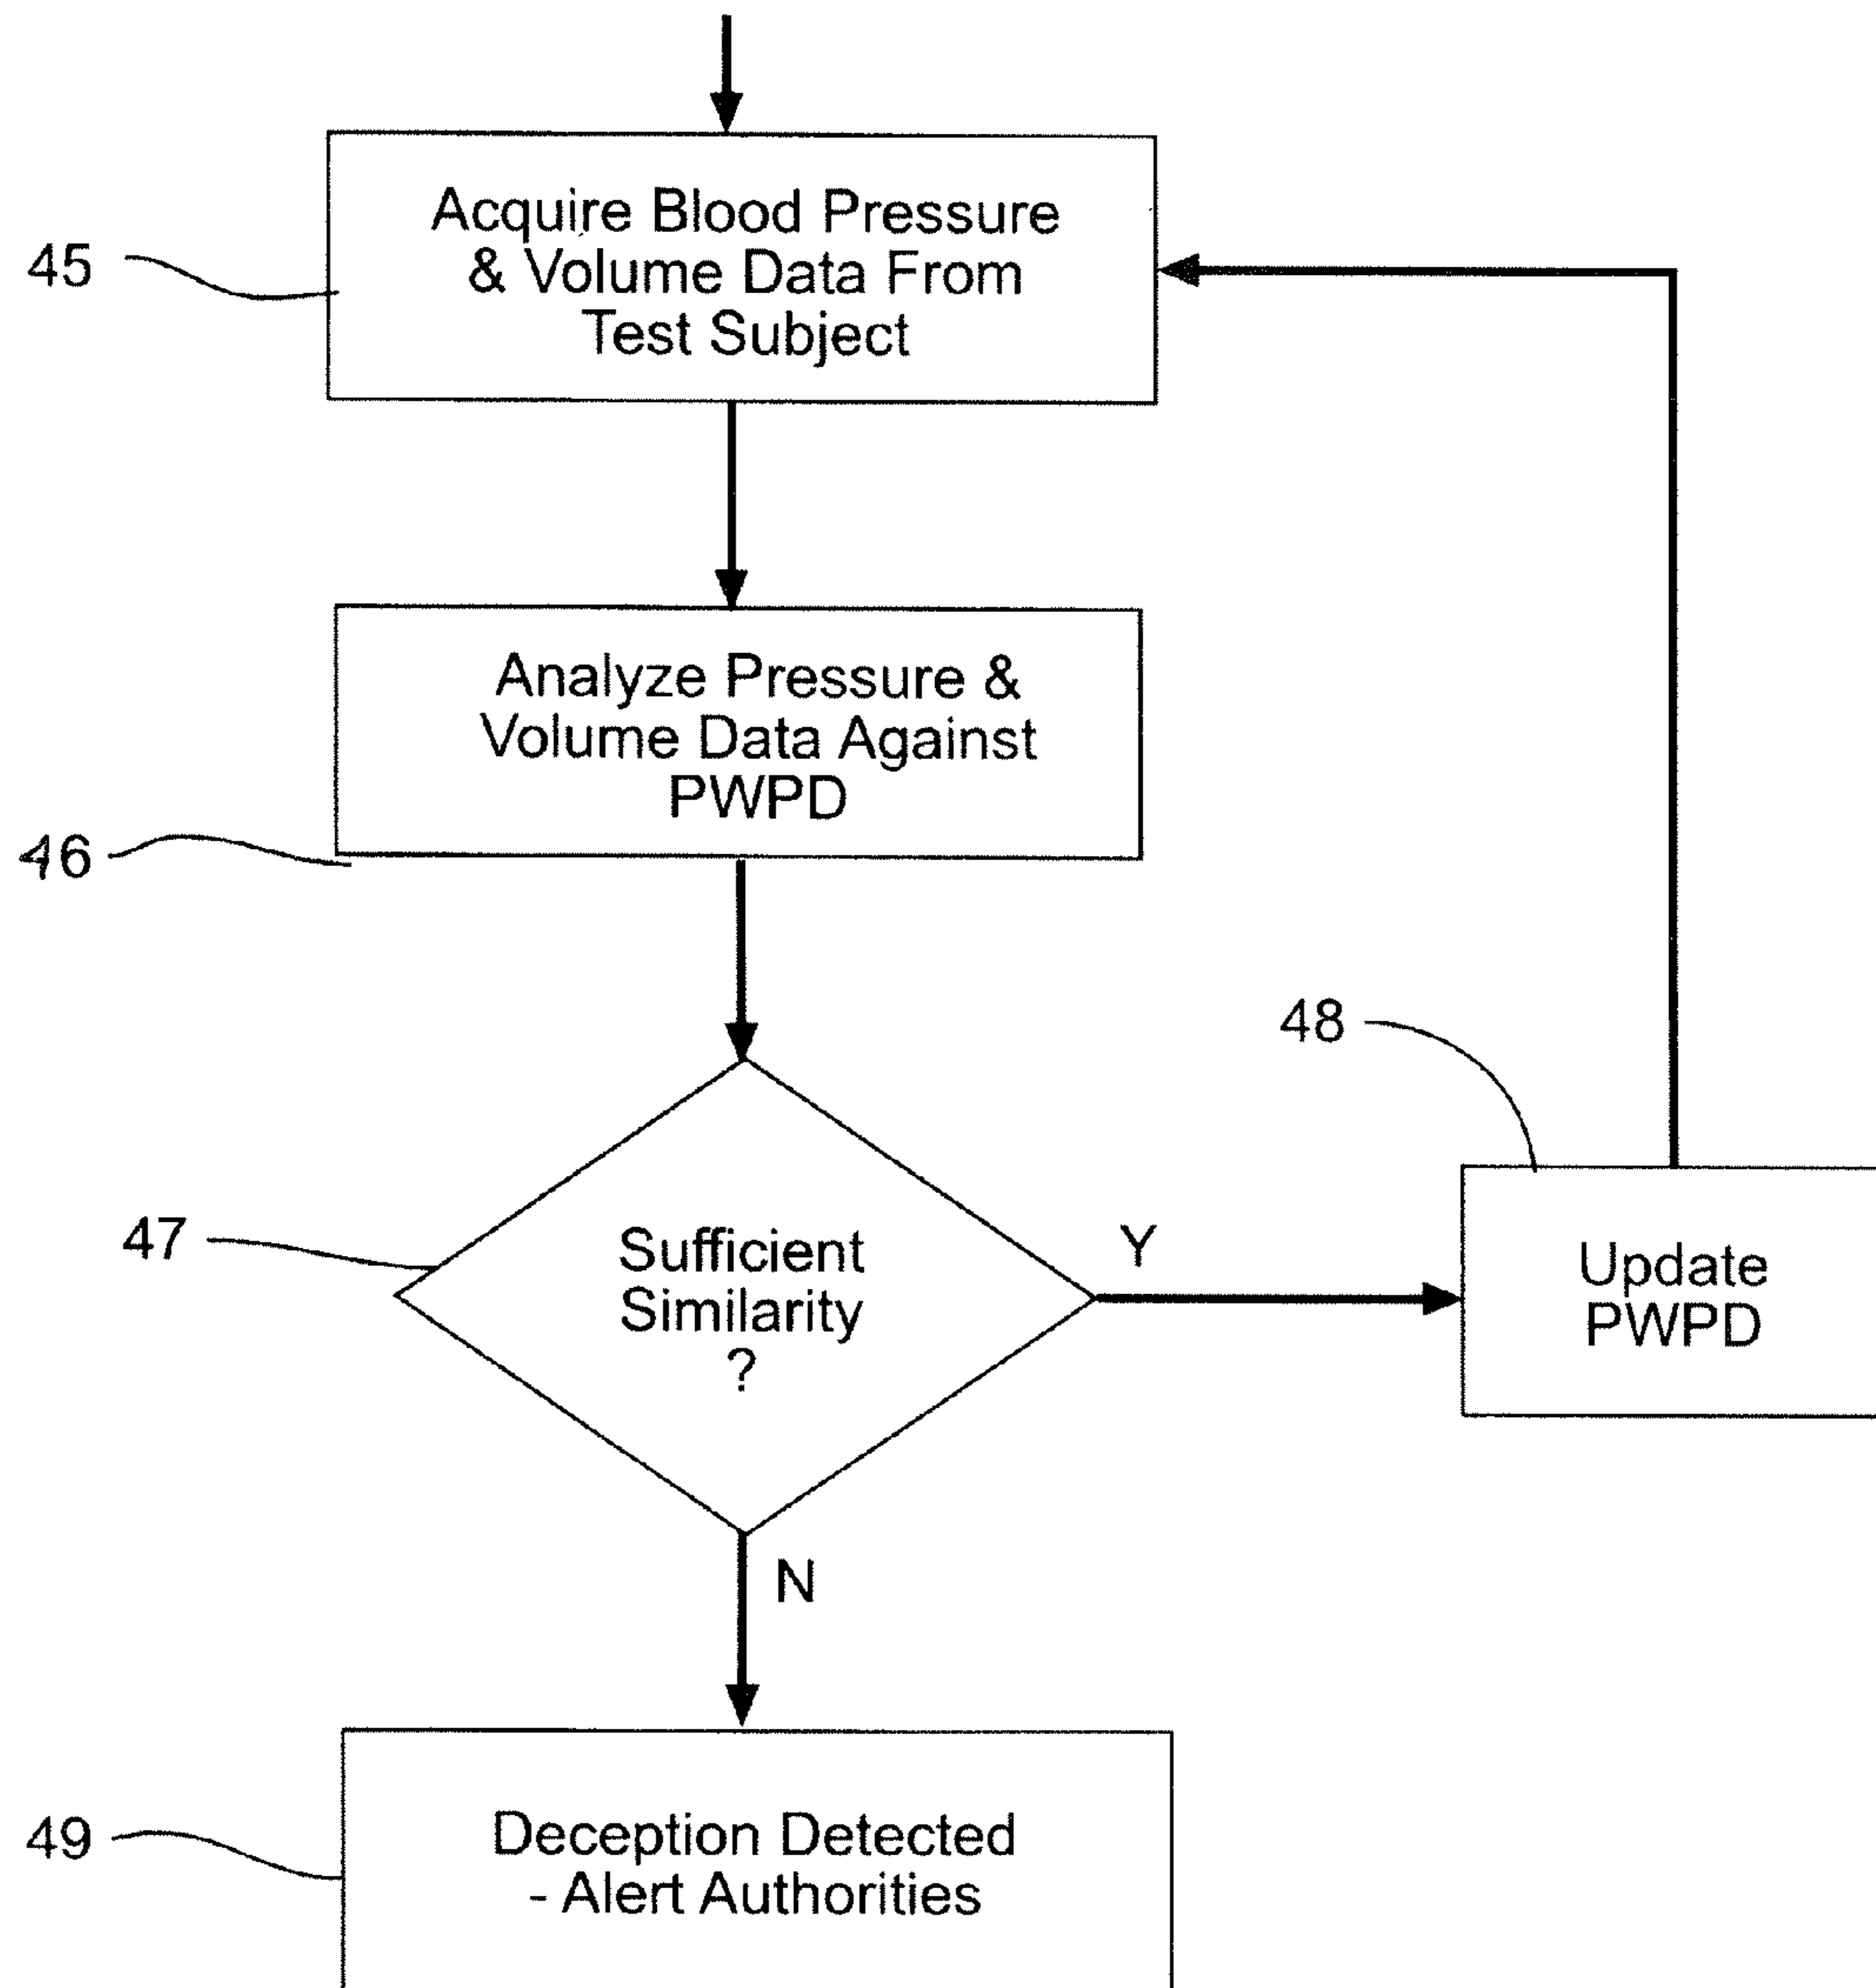 45
Acquire Blood Pressure
& Volume Data From
Test Subject
Analyze Pressure &
Volume Data Against
PWPD
46
48
47
Sufficient
Similarity
?
Y
Update
PWPD
N
49
Deception Detected
- Alert Authorities